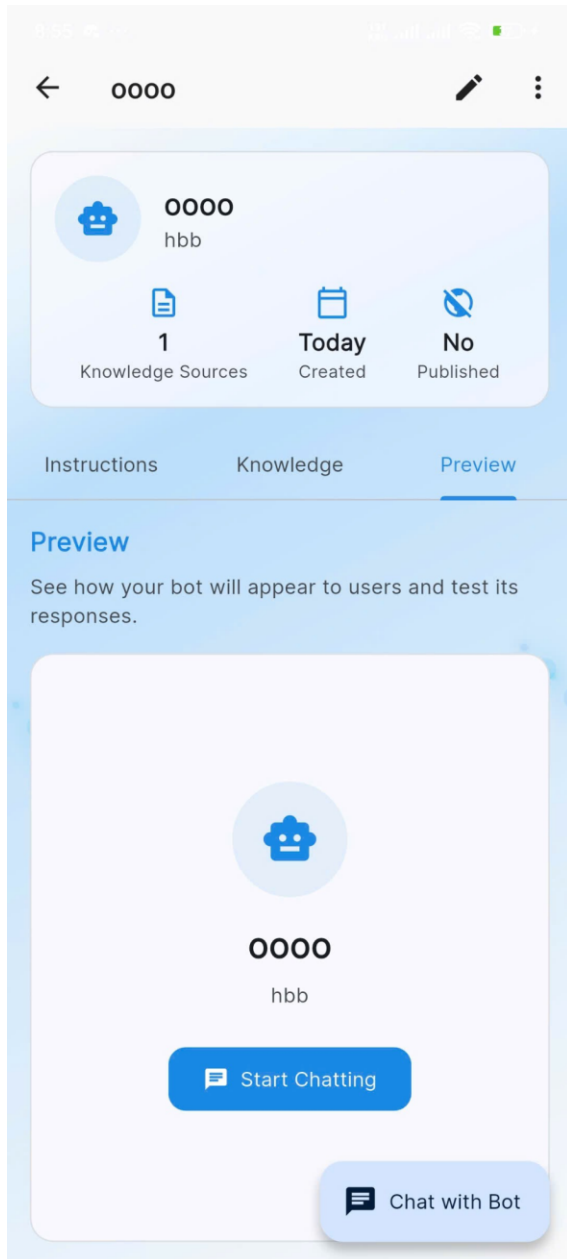 oooo
oooo
hbb
1
Today
No
Knowledge Sources
Created
Published
Instructions
Knowledge
Preview
Preview
See how your bot will appear to users and test its
responses.
oooo
hbb
Start Chatting
Chat with Bot